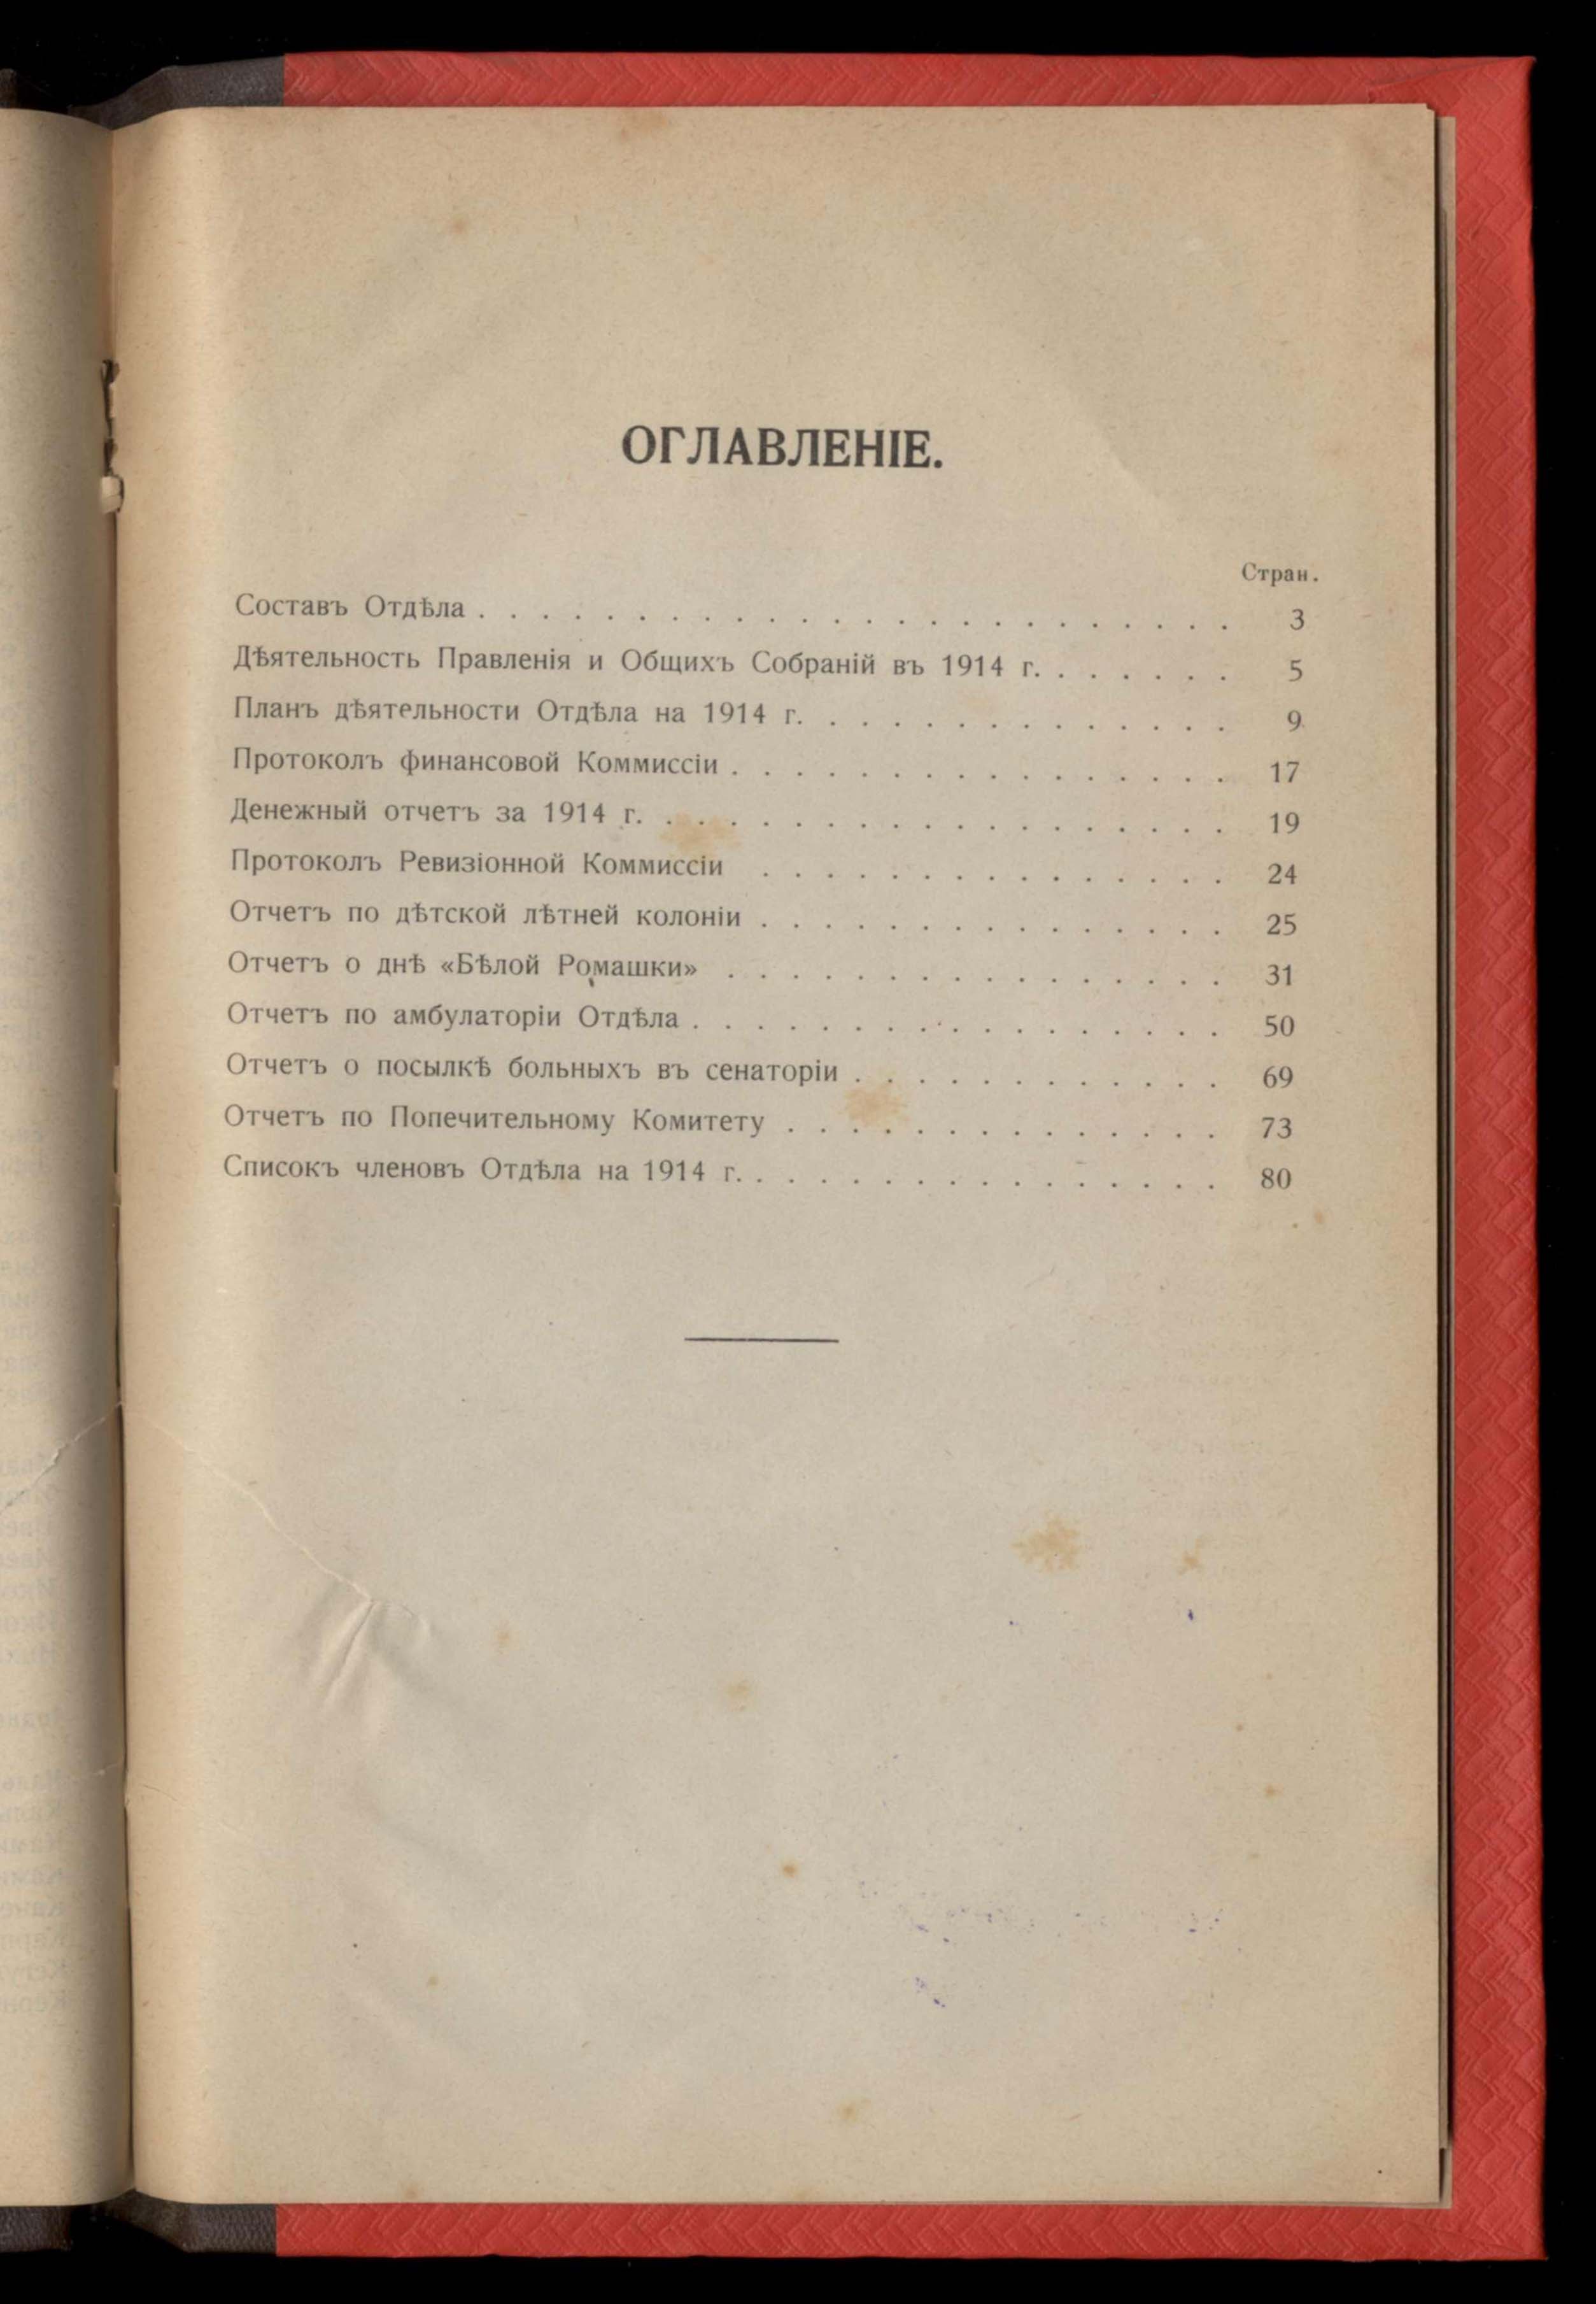 ОГЛАВЛЕНІЕ.
Стран.
Составъ Отдѣла . . . . . . . . . . . . . . . . . . . . . . . . 3
Дѣятельность Правленія и Общихъ Собраній въ 1914 г. . . . . . . 5
Планъ дѣятельности Отдѣла на 1914 г. . . . . . . . . . . . . . 9
Протоколъ финансовой Коммиссіи . . . . . . . . . . . . . . . . 17
Денежный отчетъ за 1914 г. . . . . . . . . . . . . . . . . . . 19
Протоколъ Ревизіонной Коммиссіи . . . . . . . . . . . . . . . 24
Отчетъ по дѣтской лѣтней колоніи . . . . . . . . . . . . . . . 25
Отчетъ о днѣ «Бѣлой Ромашки» . . . . . . . . . . . . . . . . 31
Отчетъ по амбулаторіи Отдѣла . . . . . . . . . . . . . . . . . 50
Отчетъ о посылкѣ больныхъ въ сенаторіи . . . . . . . . . . . . 69
Отчетъ по Попечительному Комитету . . . . . . . . . . . . . . 73
Списокъ членовъ Отдѣла на 1914 г. . . . . . . . . . . . . . . . 80